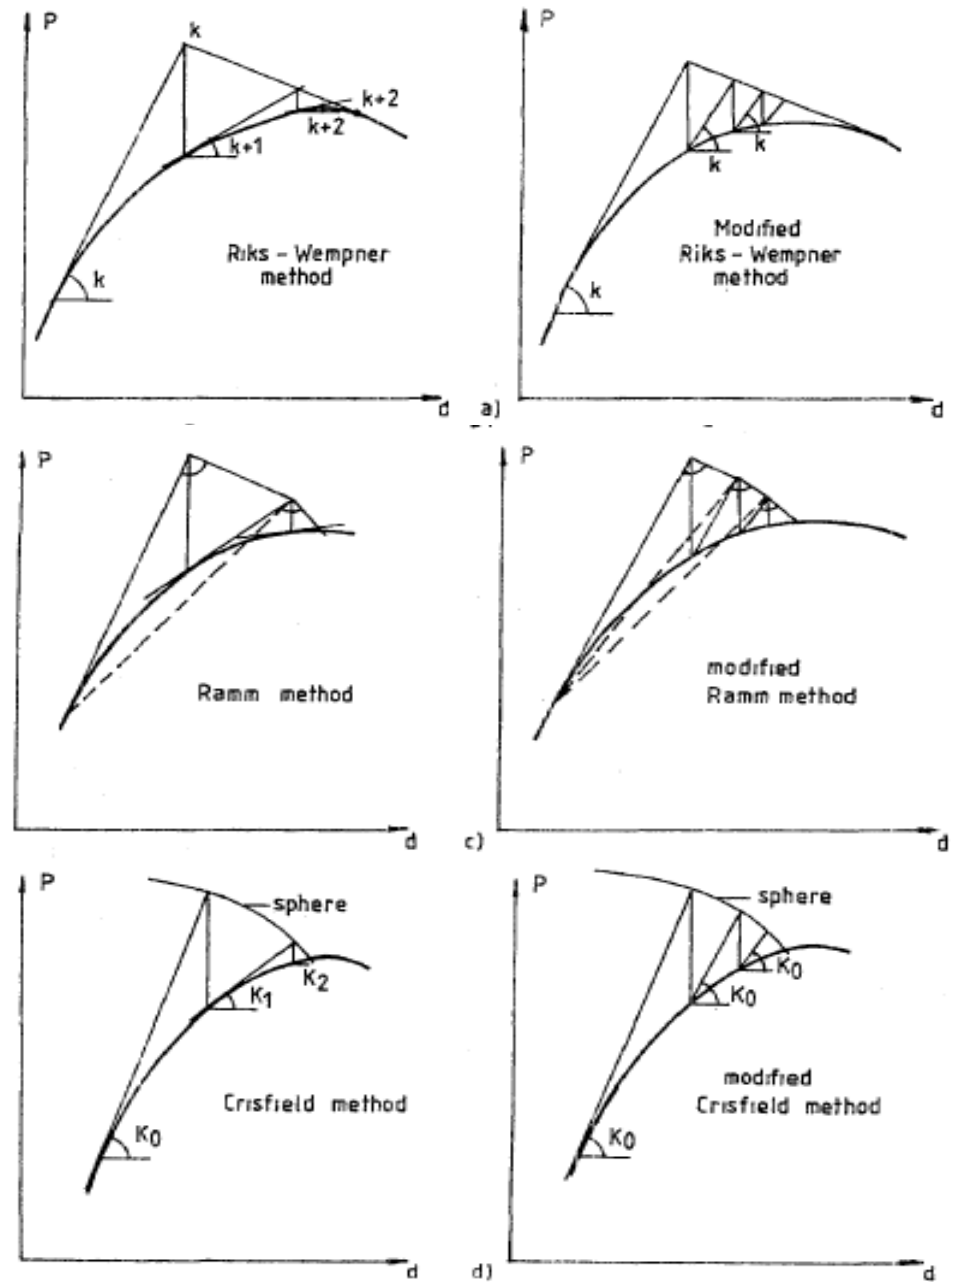 P
k
k+2
k+2
k+1
Riks - Wempner
method
k
d
a)
P
k
k
Modified
Riks - Wempner
method
k
d
P
Ramm method
d
c)
P
modified
Ramm method
d
P
sphere
K2
K1
Crisfield method
K0
d
d)
P
sphere
K0
K0
modified
Crisfield method
K0
d